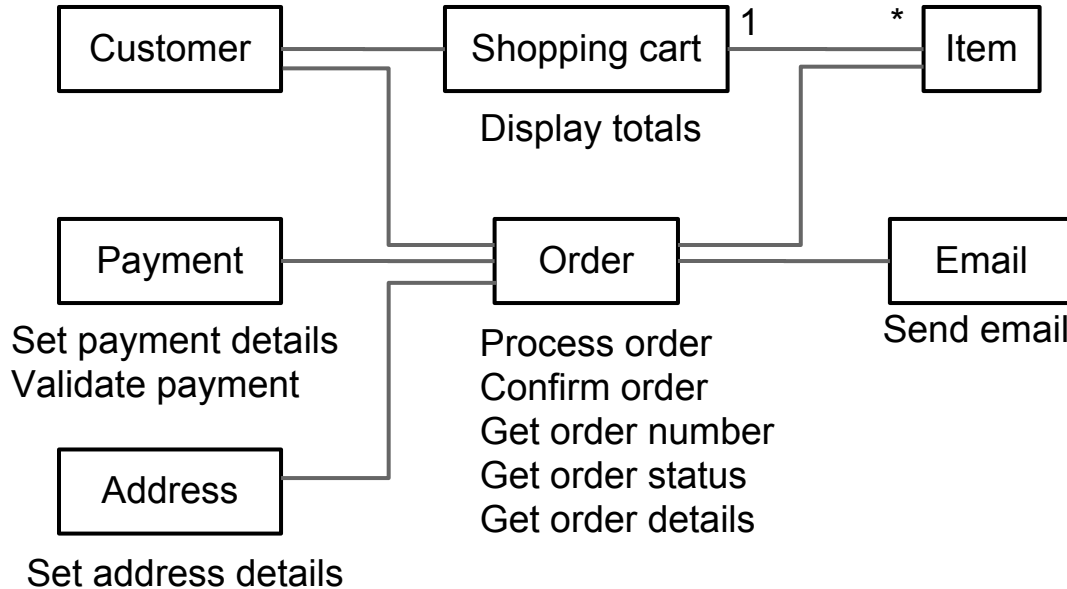 Customer
Shopping cart
1
*
Item
Display totals
Payment
Order
Email
Set payment details
Validate payment
Process order
Confirm order
Get order number
Get order status
Get order details
Send email
Address
Set address details